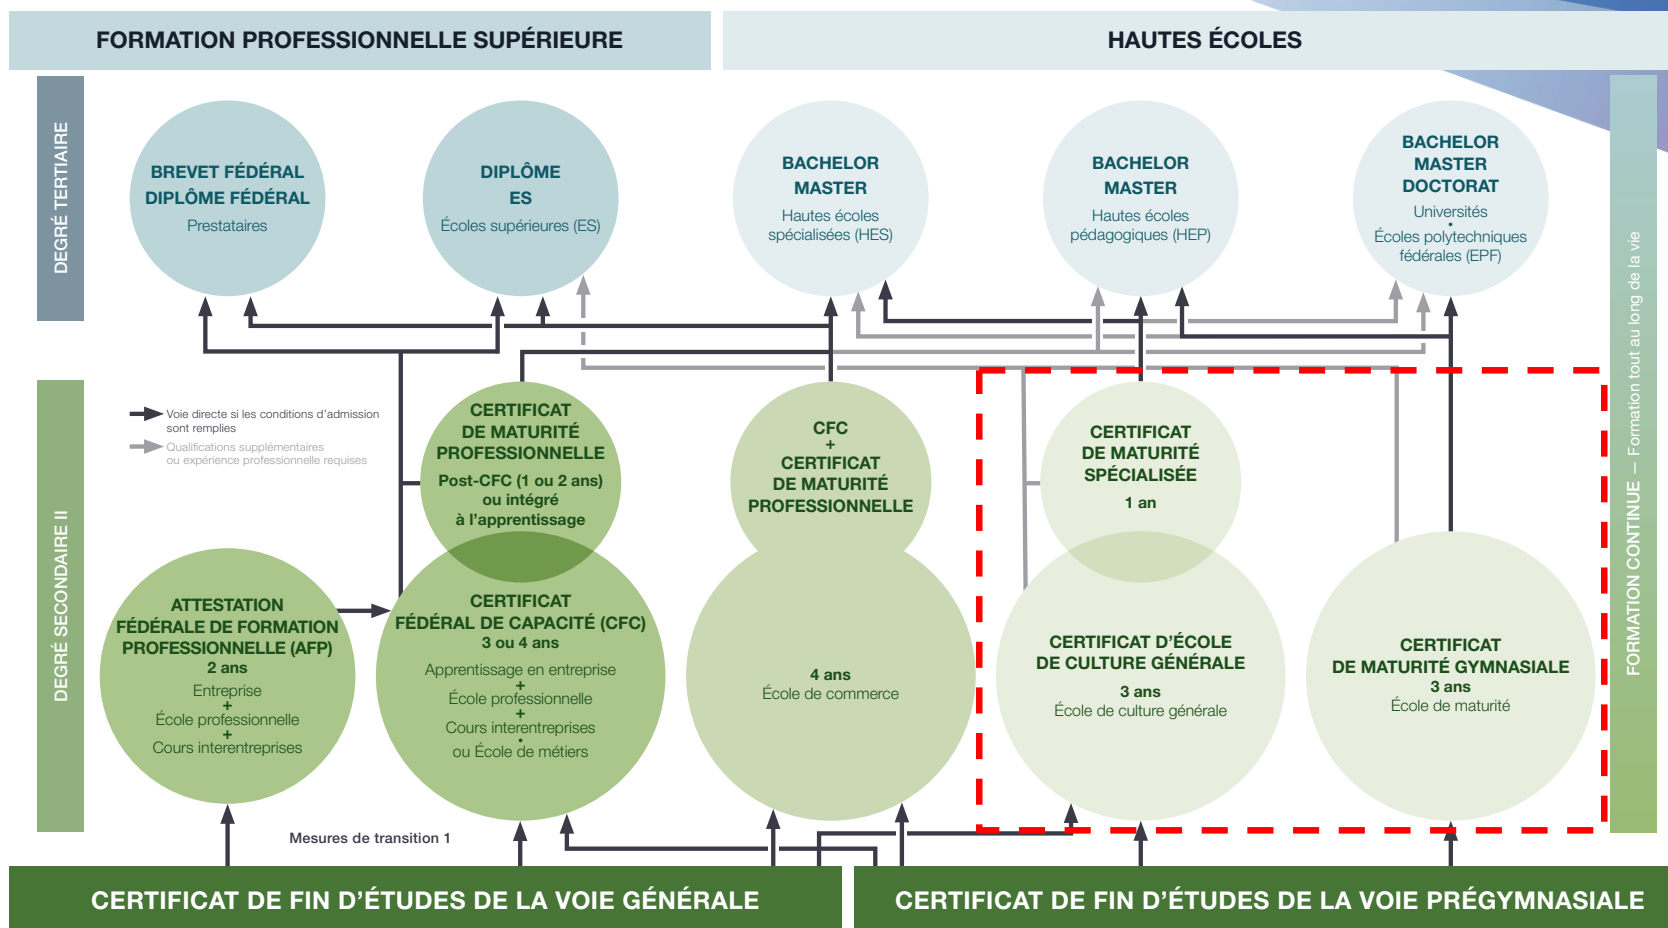 FORMATION PROFESSIONNELLE SUPÉRIEURE
HAUTES ÉCOLES
DEGRÉ TERTIAIRE
BREVET FÉDÉRAL
DIPLÔME FÉDÉRAL
Prestataires
DIPLÔME
ES
Écoles supérieures (ES)
BACHELOR
MASTER
Hautes écoles
spécialisées (HES)
BACHELOR
MASTER
Hautes écoles
pédagogiques (HEP)
BACHELOR
MASTER
DOCTORAT
Universités
•
Écoles polytechniques
fédérales (EPF)
FORMATION CONTINUE — Formation tout au long de la vie
DEGRÉ SECONDAIRE II
Voie directe si les conditions d'admission
sont remplies
Qualifications supplémentaires
ou expérience professionnelle requises
CERTIFICAT
DE MATURITÉ
PROFESSIONNELLE
Post-CFC (1 ou 2 ans)
ou intégré
à l'apprentissage
CFC
+
CERTIFICAT
DE MATURITÉ
PROFESSIONNELLE
CERTIFICAT
DE MATURITÉ
SPÉCIALISÉE
1 an
ATTESTATION
FÉDÉRALE DE FORMATION
PROFESSIONNELLE (AFP)
2 ans
Entreprise
+
École professionnelle
+
Cours interentreprises
CERTIFICAT
FÉDÉRAL DE CAPACITÉ (CFC)
3 ou 4 ans
Apprentissage en entreprise
+
École professionnelle
+
Cours interentreprises
•
ou École de métiers
4 ans
École de commerce
CERTIFICAT D'ÉCOLE
DE CULTURE GÉNÉRALE
3 ans
École de culture générale
CERTIFICAT
DE MATURITÉ GYMNASIALE
3 ans
École de maturité
Mesures de transition 1
CERTIFICAT DE FIN D'ÉTUDES DE LA VOIE GÉNÉRALE
CERTIFICAT DE FIN D'ÉTUDES DE LA VOIE PRÉGYMNASIALE